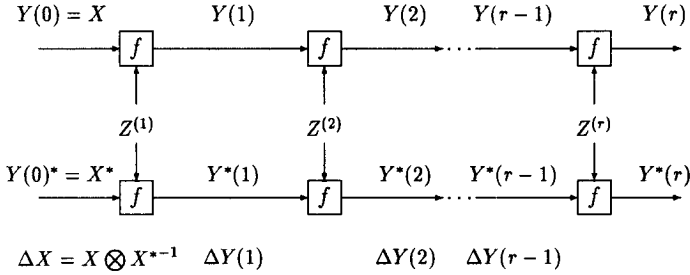 Y(0) = X Y(1) Y(2) Y(r − 1) Y(r)
f f ··· f
Z^(1) Z^(2) Z^(r)
Y(0)* = X* Y*(1) Y*(2) Y*(r − 1) Y*(r)
f f ··· f
ΔX = X ⊗ X*^−1 ΔY(1) ΔY(2) ΔY(r − 1)